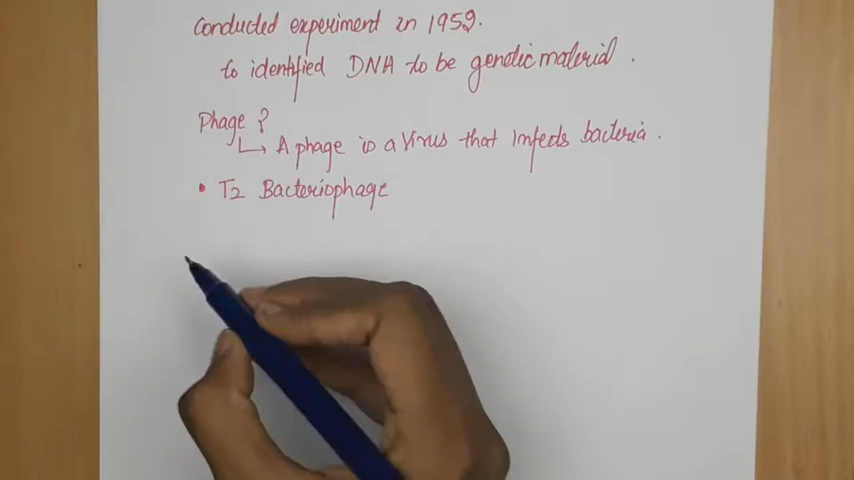 Conducted experiment in 1952.
to identified DNA to be genetic material.
Phage ?
↳ A phage is a Virus that infects bacteria.
• T2 Bacteriophage